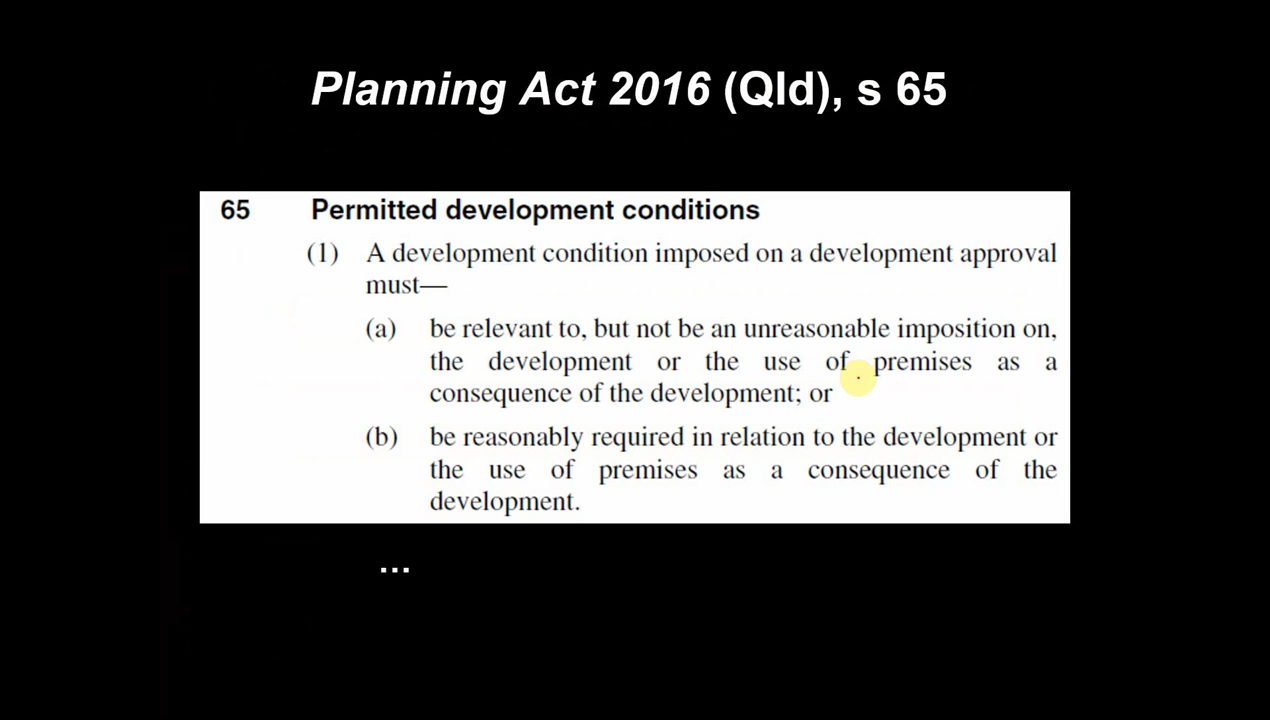 Planning Act 2016 (Qld), s 65
65 Permitted development conditions
(1) A development condition imposed on a development approval
must—
(a) be relevant to, but not be an unreasonable imposition on,
the development or the use of premises as a
consequence of the development; or
(b) be reasonably required in relation to the development or
the use of premises as a consequence of the
development.
...